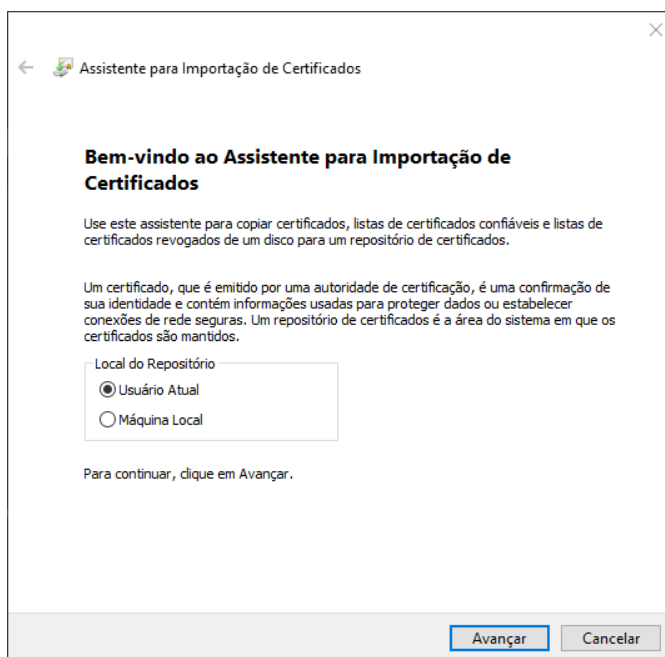 Assistente para Importação de Certificados
Bem-vindo ao Assistente para Importação de
Certificados
Use este assistente para copiar certificados, listas de certificados confiáveis e listas de
certificados revogados de um disco para um repositório de certificados.
Um certificado, que é emitido por uma autoridade de certificação, é uma confirmação de
sua identidade e contém informações usadas para proteger dados ou estabelecer
conexões de rede seguras. Um repositório de certificados é a área do sistema em que os
certificados são mantidos.
Local do Repositório
Usuário Atual
Máquina Local
Para continuar, clique em Avançar.
Avançar Cancelar